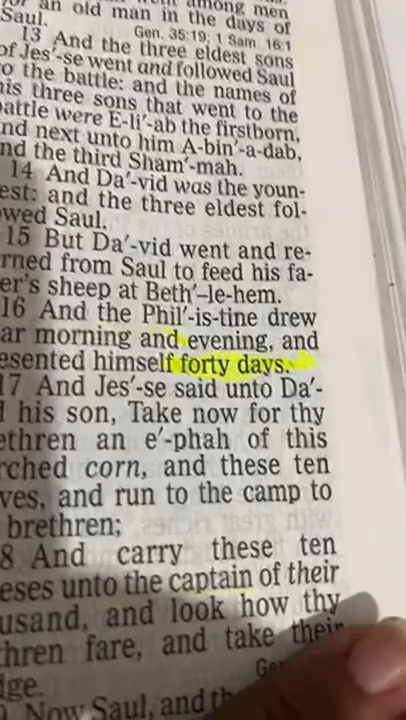 an old man in the days of
Saul. Gen. 35:19; 1 Sam. 16:1
13 And the three eldest sons
of Jes′-se went and followed Saul
to the battle: and the names of
his three sons that went to the
battle were E-li′-ab the firstborn,
and next unto him A-bin′-a-dab,
and the third Sham′-mah.
14 And Da′-vid was the youn-
est: and the three eldest fol-
owed Saul.
15 But Da′-vid went and re-
rned from Saul to feed his fa-
er's sheep at Beth′–le-hem.
16 And the Phil′-is-tine drew
ar morning and evening, and
esented himself forty days.
17 And Jes′-se said unto Da′-
d his son, Take now for thy
ethren an e′-phah of this
rched corn, and these ten
ves, and run to the camp to
brethren;
8 And carry these ten
eses unto the captain of their
usand, and look how thy
thren fare, and take their
dge.
Now Saul, and